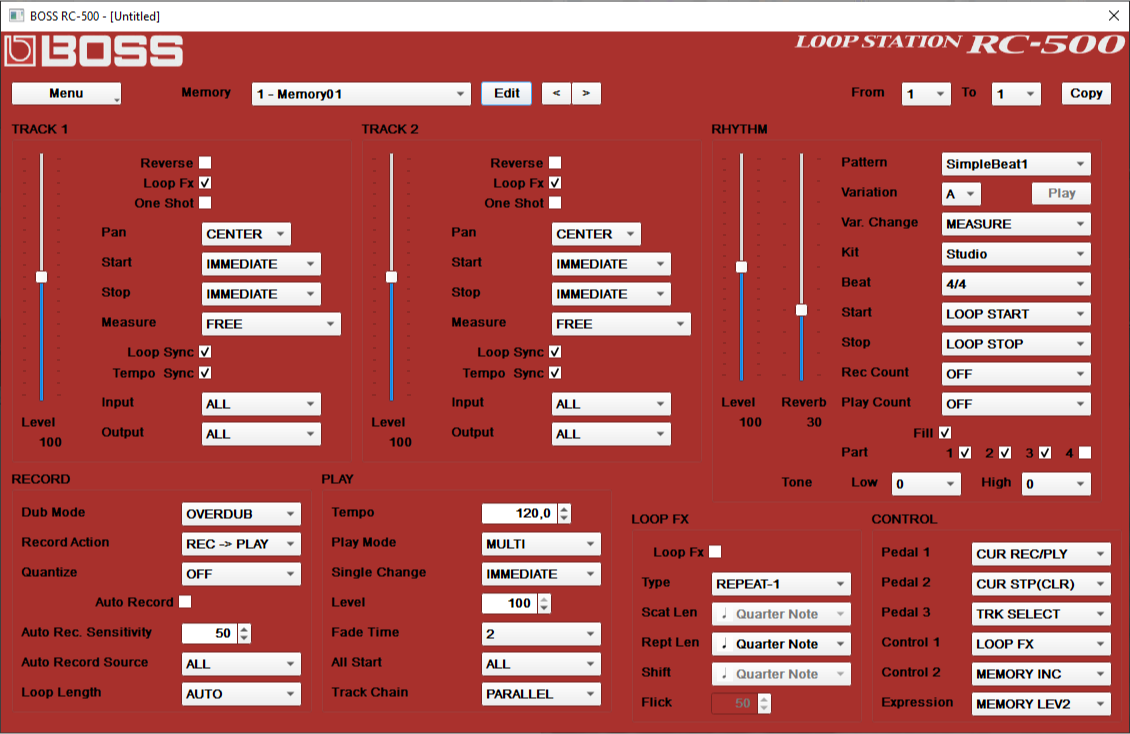 BOSS RC-500 - [Untitled]
BOSS
LOOP STATION RC-500
Menu
Memory 1 - Memory01 Edit < > From 1 To 1 Copy
TRACK 1
Reverse
Loop Fx
One Shot
Pan CENTER
Start IMMEDIATE
Stop IMMEDIATE
Measure FREE
Loop Sync
Tempo Sync
Input ALL
Output ALL
Level
100
TRACK 2
Reverse
Loop Fx
One Shot
Pan CENTER
Start IMMEDIATE
Stop IMMEDIATE
Measure FREE
Loop Sync
Tempo Sync
Input ALL
Output ALL
Level
100
RHYTHM
Level
100
Reverb
30
Pattern SimpleBeat1
Variation A Play
Var. Change MEASURE
Kit Studio
Beat 4/4
Start LOOP START
Stop LOOP STOP
Rec Count OFF
Play Count OFF
Fill
Part 1 2 3 4
Tone Low 0 High 0
RECORD
Dub Mode OVERDUB
Record Action REC -> PLAY
Quantize OFF
Auto Record
Auto Rec. Sensitivity 50
Auto Record Source ALL
Loop Length AUTO
PLAY
Tempo 120,0
Play Mode MULTI
Single Change IMMEDIATE
Level 100
Fade Time 2
All Start ALL
Track Chain PARALLEL
LOOP FX
Loop Fx
Type REPEAT-1
Scat Len ♩ Quarter Note
Rept Len ♩ Quarter Note
Shift ♩ Quarter Note
Flick 50
CONTROL
Pedal 1 CUR REC/PLY
Pedal 2 CUR STP(CLR)
Pedal 3 TRK SELECT
Control 1 LOOP FX
Control 2 MEMORY INC
Expression MEMORY LEV2